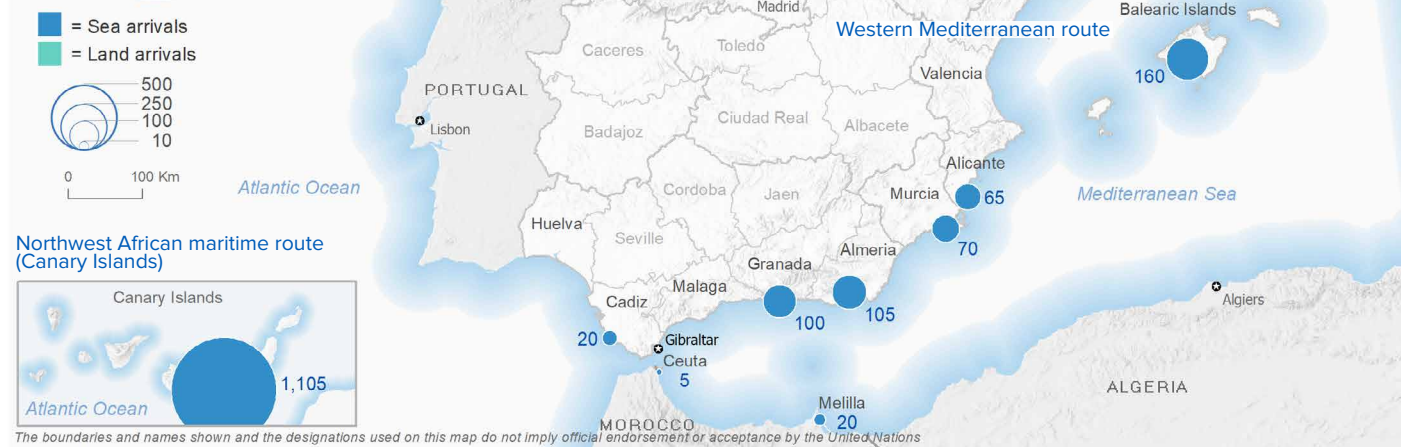 = Sea arrivals
= Land arrivals
500
250
100
10
0 100 Km
Madrid
Western Mediterranean route
Balearic Islands
160
Caceres
Toledo
Valencia
PORTUGAL
Lisbon
Badajoz
Ciudad Real
Albacete
Alicante
65
Atlantic Ocean
Cordoba
Jaen
Murcia
70
Mediterranean Sea
Huelva
Seville
Almeria
105
Granada
100
Malaga
Cadiz
20
Gibraltar
Ceuta
5
Algiers
ALGERIA
Melilla
20
MOROCCO
Northwest African maritime route
(Canary Islands)
Canary Islands
1,105
Atlantic Ocean
The boundaries and names shown and the designations used on this map do not imply official endorsement or acceptance by the United Nations